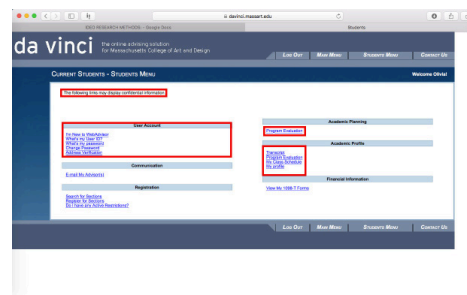 davinci.massart.edu
EDES RESEARCH METHODS - Google Docs
Students
da vinci
the online advising solution
for Massachusetts College of Art and Design
LOG OUT
MAIN MENU
STUDENTS MENU
CONTACT US
CURRENT STUDENTS - STUDENTS MENU
Welcome Olivia!
The following links may display confidential information.
User Account
I'm New to WebAdvisor
What's my User ID?
What's my password
Change Password
Address Verification
Communication
E-mail My Advisor(s)
Registration
Search for Sections
Register for Sections
Do I have any Active Restrictions?
Academic Planning
Program Evaluation
Academic Profile
Transcript
Program Evaluation
My Class Schedule
My profile
Financial Information
View My 1098-T Forms
LOG OUT
MAIN MENU
STUDENTS MENU
CONTACT US